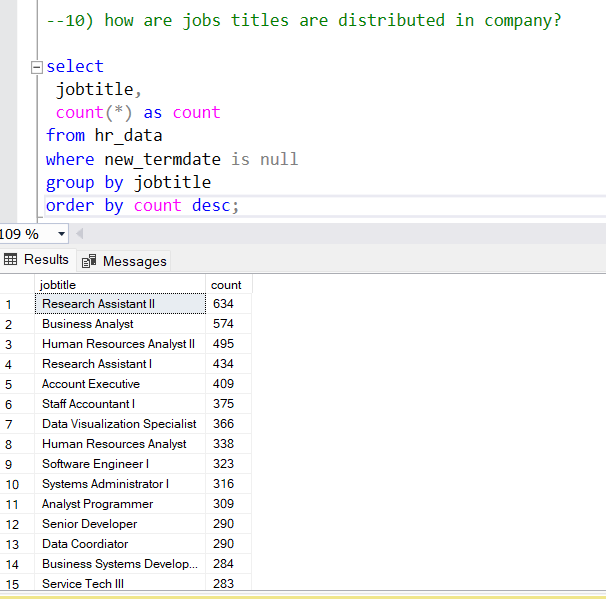 --10) how are jobs titles are distributed in company?
select
jobtitle,
count(*) as count
from hr_data
where new_termdate is null
group by jobtitle
order by count desc;
109 %
Results Messages
jobtitle count
1 Research Assistant II 634
2 Business Analyst 574
3 Human Resources Analyst II 495
4 Research Assistant I 434
5 Account Executive 409
6 Staff Accountant I 375
7 Data Visualization Specialist 366
8 Human Resources Analyst 338
9 Software Engineer I 323
10 Systems Administrator I 316
11 Analyst Programmer 309
12 Senior Developer 290
13 Data Coordiator 290
14 Business Systems Develop... 284
15 Service Tech III 283